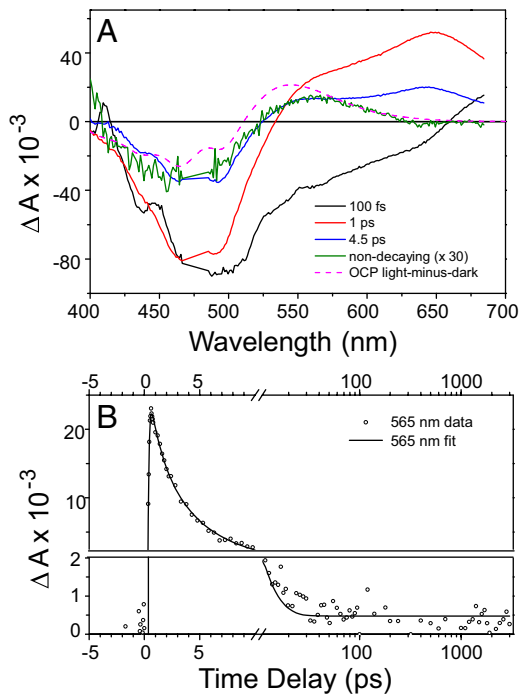 A
40
0
-40
-80
Δ A x 10⁻³
100 fs
1 ps
4.5 ps
non-decaying (x 30)
OCP light-minus-dark
400 450 500 550 600 650 700
Wavelength (nm)
-5 0 5 100 1000
B
20
10
2
1
0
Δ A x 10⁻³
565 nm data
565 nm fit
-5 0 5 100 1000
Time Delay (ps)